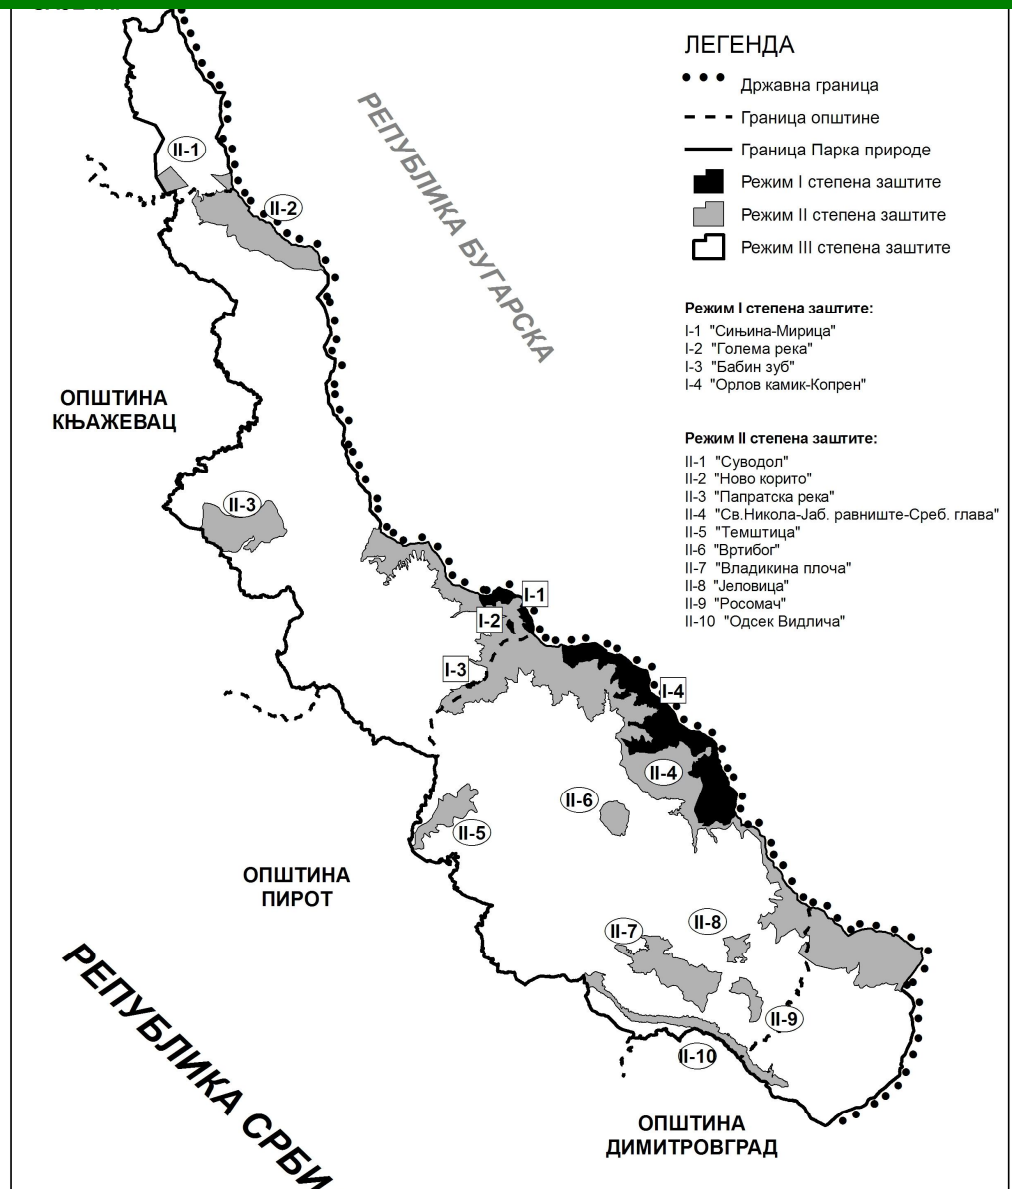 ЛЕГЕНДА
Државна граница
Граница општине
Граница Парка природе
Режим I степена заштите
Режим II степена заштите
Режим III степена заштите
Режим I степена заштите:
I-1 "Сињина-Мирица"
I-2 "Голема река"
I-3 "Бабин зуб"
I-4 "Орлов камик-Копрен"
Режим II степена заштите:
II-1 "Суводол"
II-2 "Ново корито"
II-3 "Папратска река"
II-4 "Св.Никола-Јаб. равниште-Среб. глава"
II-5 "Темштица"
II-6 "Вртибог"
II-7 "Владикина плоча"
II-8 "Јеловица"
II-9 "Росомач"
II-10 "Одсек Видлича"
РЕПУБЛИКА БУГАРСКА
II-1
II-2
ОПШТИНА
КЊАЖЕВАЦ
II-3
I-1
I-2
I-3
I-4
II-4
II-6
II-5
ОПШТИНА
ПИРОТ
II-8
II-7
II-9
II-10
РЕПУБЛИКА СРБИ
ОПШТИНА
ДИМИТРОВГРАД